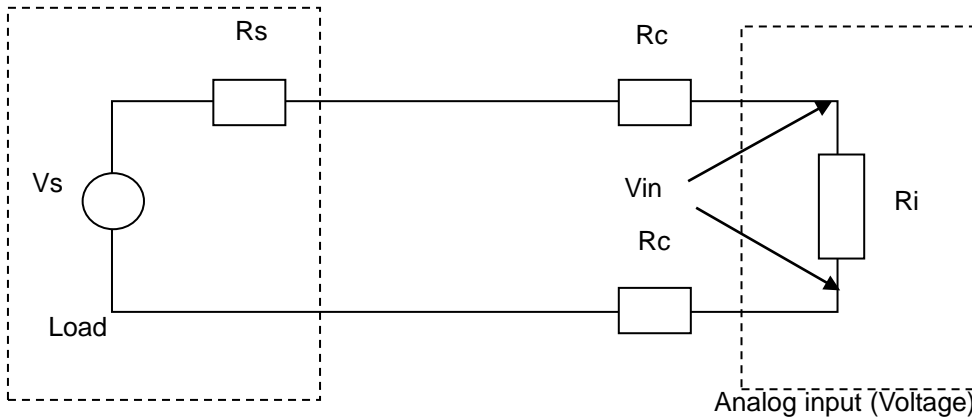 Rs
Rc
Vs
Vin
Ri
Rc
Load
Analog input (Voltage)